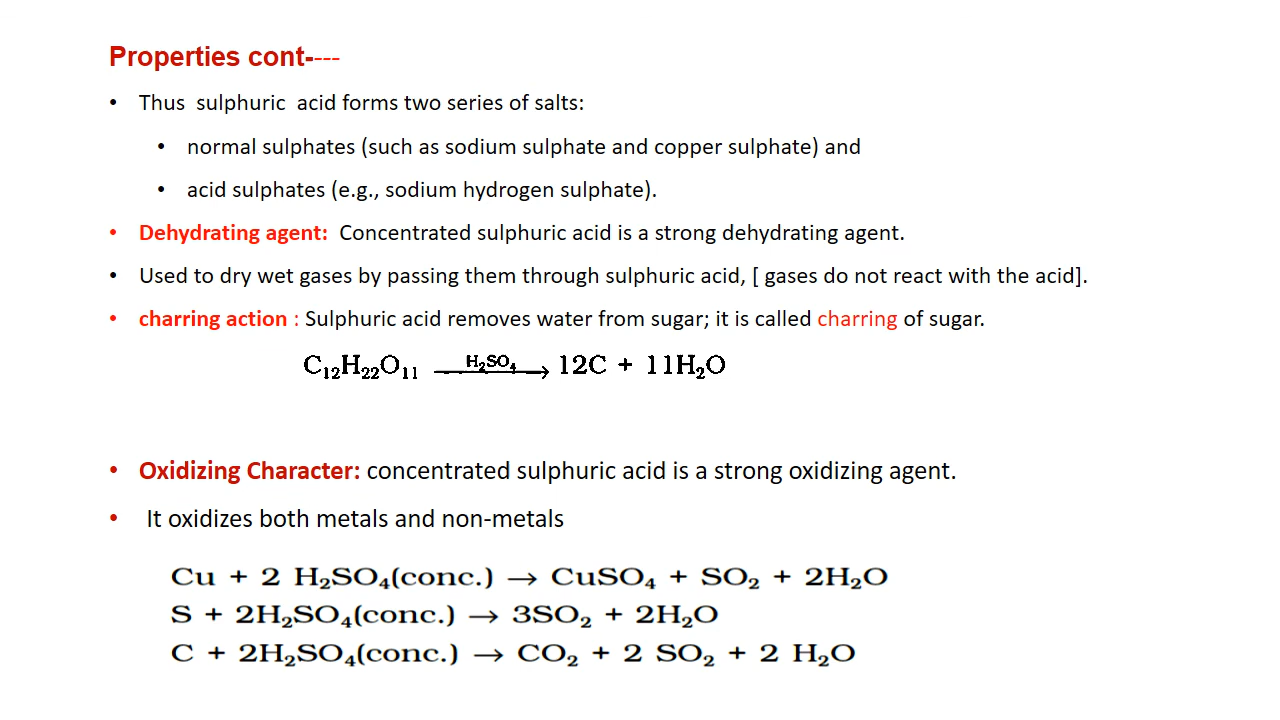 Properties cont----
• Thus sulphuric acid forms two series of salts:
• normal sulphates (such as sodium sulphate and copper sulphate) and
• acid sulphates (e.g., sodium hydrogen sulphate).
• Dehydrating agent: Concentrated sulphuric acid is a strong dehydrating agent.
• Used to dry wet gases by passing them through sulphuric acid, [ gases do not react with the acid].
• charring action : Sulphuric acid removes water from sugar; it is called charring of sugar.
C₁₂H₂₂O₁₁ —H₂SO₄→ 12C + 11H₂O
• Oxidizing Character: concentrated sulphuric acid is a strong oxidizing agent.
• It oxidizes both metals and non-metals
Cu + 2 H₂SO₄(conc.) → CuSO₄ + SO₂ + 2H₂O
S + 2H₂SO₄(conc.) → 3SO₂ + 2H₂O
C + 2H₂SO₄(conc.) → CO₂ + 2 SO₂ + 2 H₂O